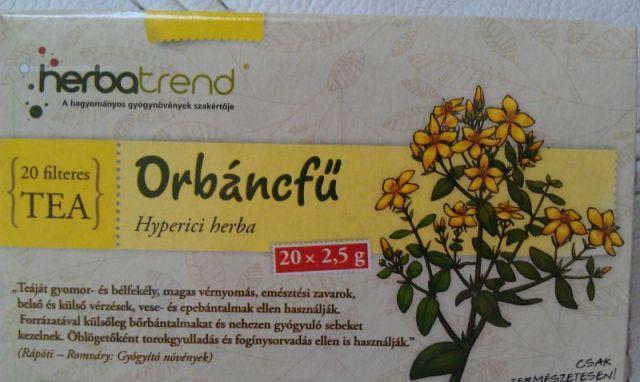 herbatrend
A hagyományos gyógynövények szakértője
20 filteres
TEA
Orbáncfű
Hyperici herba
20 × 2,5 g
„Teáját gyomor- és bélfekély, magas vérnyomás, emésztési zavarok,
belső és külső vérzések, vese- és epebántalmak ellen használják.
Forrázatával külsőleg bőrbántalmakat és nehezen gyógyuló sebeket
kezelnek. Öblögetőként torokgyulladás és fogínysorvadás ellen is használják.”
(Rápóti – Romváry: Gyógyító növények)
CSAK
TERMÉSZETESEN!